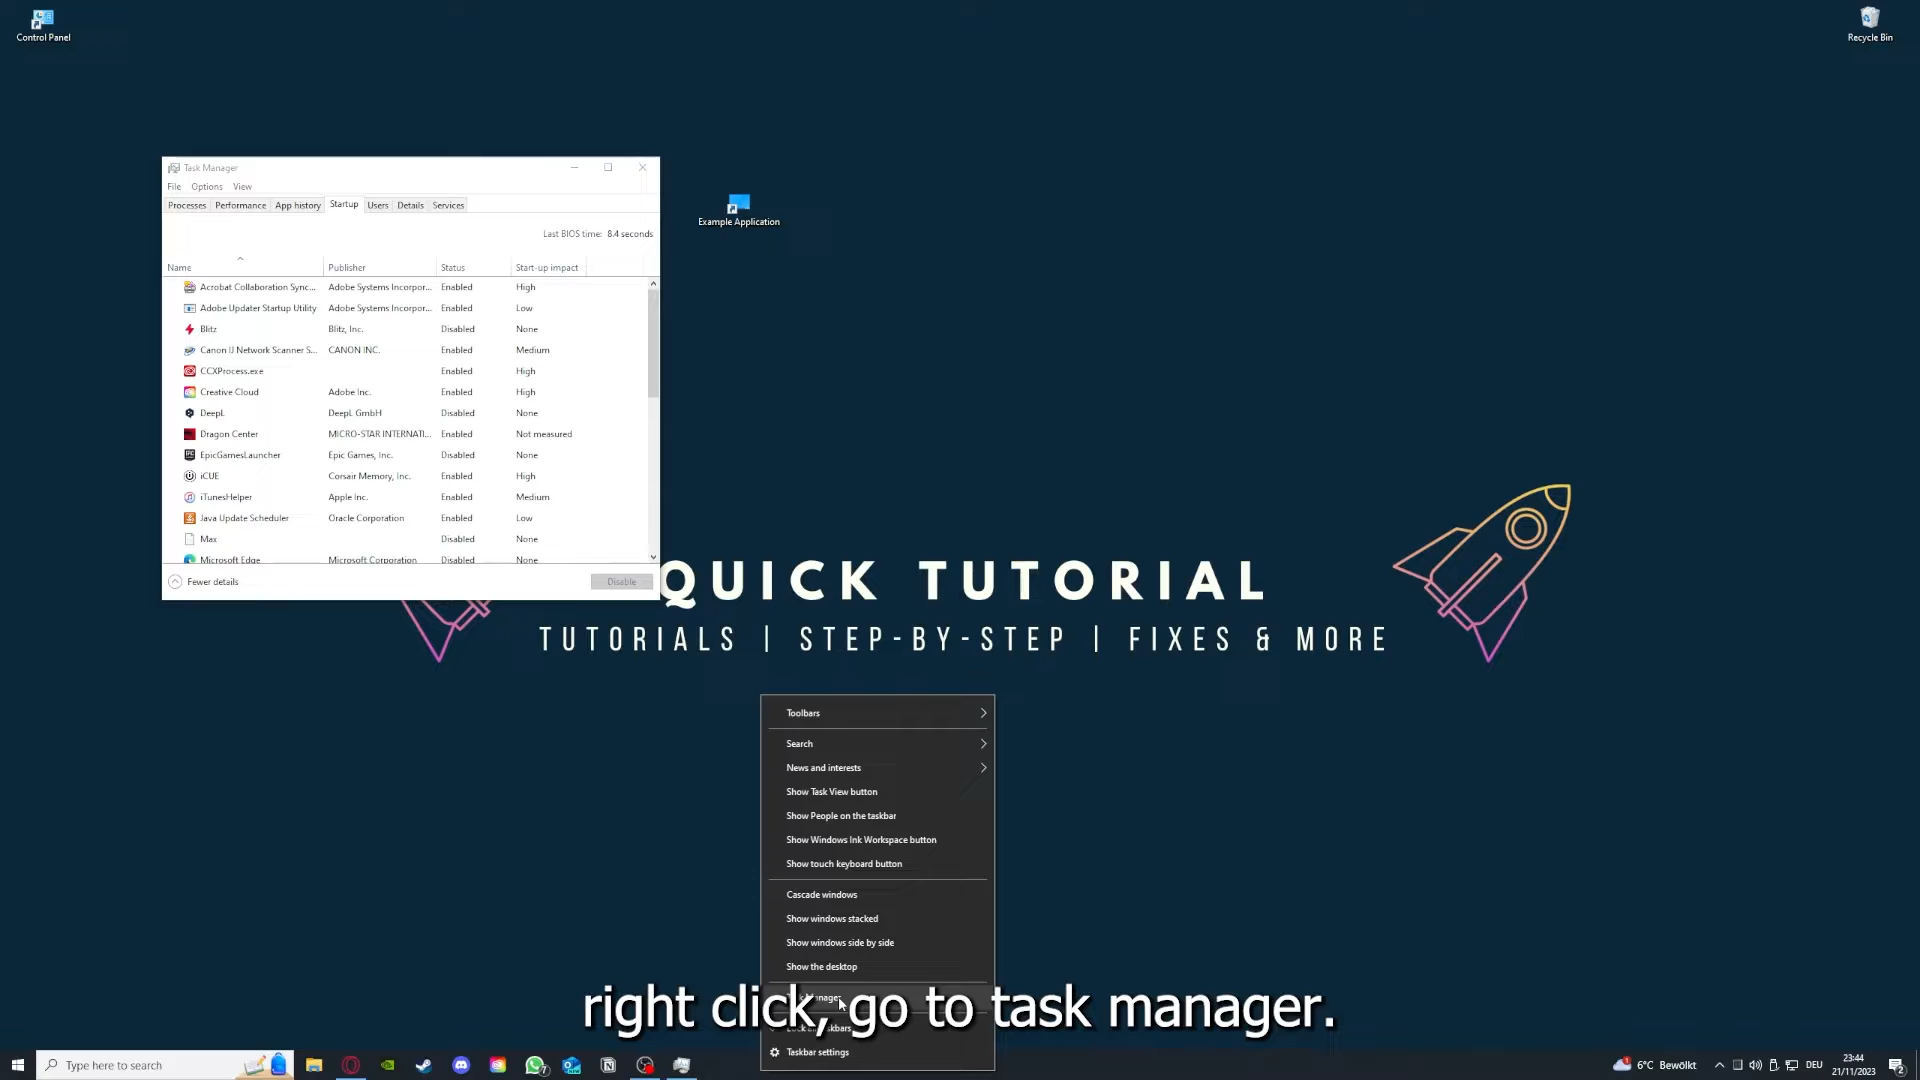 Control Panel
Recycle Bin
Task Manager
File Options View
Processes Performance App history Startup Users Details Services
Last BIOS time: 8.4 seconds
Name Publisher Status Start-up impact
Acrobat Collaboration Sync... Adobe Systems Incorpor... Enabled High
Adobe Updater Startup Utility Adobe Systems Incorpor... Enabled Low
Blitz Blitz, Inc. Disabled None
Canon IJ Network Scanner S... CANON INC. Enabled Medium
CCXProcess.exe Enabled High
Creative Cloud Adobe Inc. Enabled High
DeepL DeepL GmbH Disabled None
Dragon Center MICRO-STAR INTERNATI... Enabled Not measured
EpicGamesLauncher Epic Games, Inc. Disabled None
iCUE Corsair Memory, Inc. Enabled High
iTunesHelper Apple Inc. Enabled Medium
Java Update Scheduler Oracle Corporation Enabled Low
Max Disabled None
Microsoft Edge Microsoft Corporation Disabled None
Fewer details Disable
Example Application
QUICK TUTORIAL
TUTORIALS | STEP-BY-STEP | FIXES & MORE
Toolbars
Search
News and interests
Show Task View button
Show People on the taskbar
Show Windows Ink Workspace button
Show touch keyboard button
Cascade windows
Show windows stacked
Show windows side by side
Show the desktop
right click, go to task manager.
Taskbar settings
Type here to search
7
1
6°C Bewölkt
DEU
23:44
21/11/2023
2